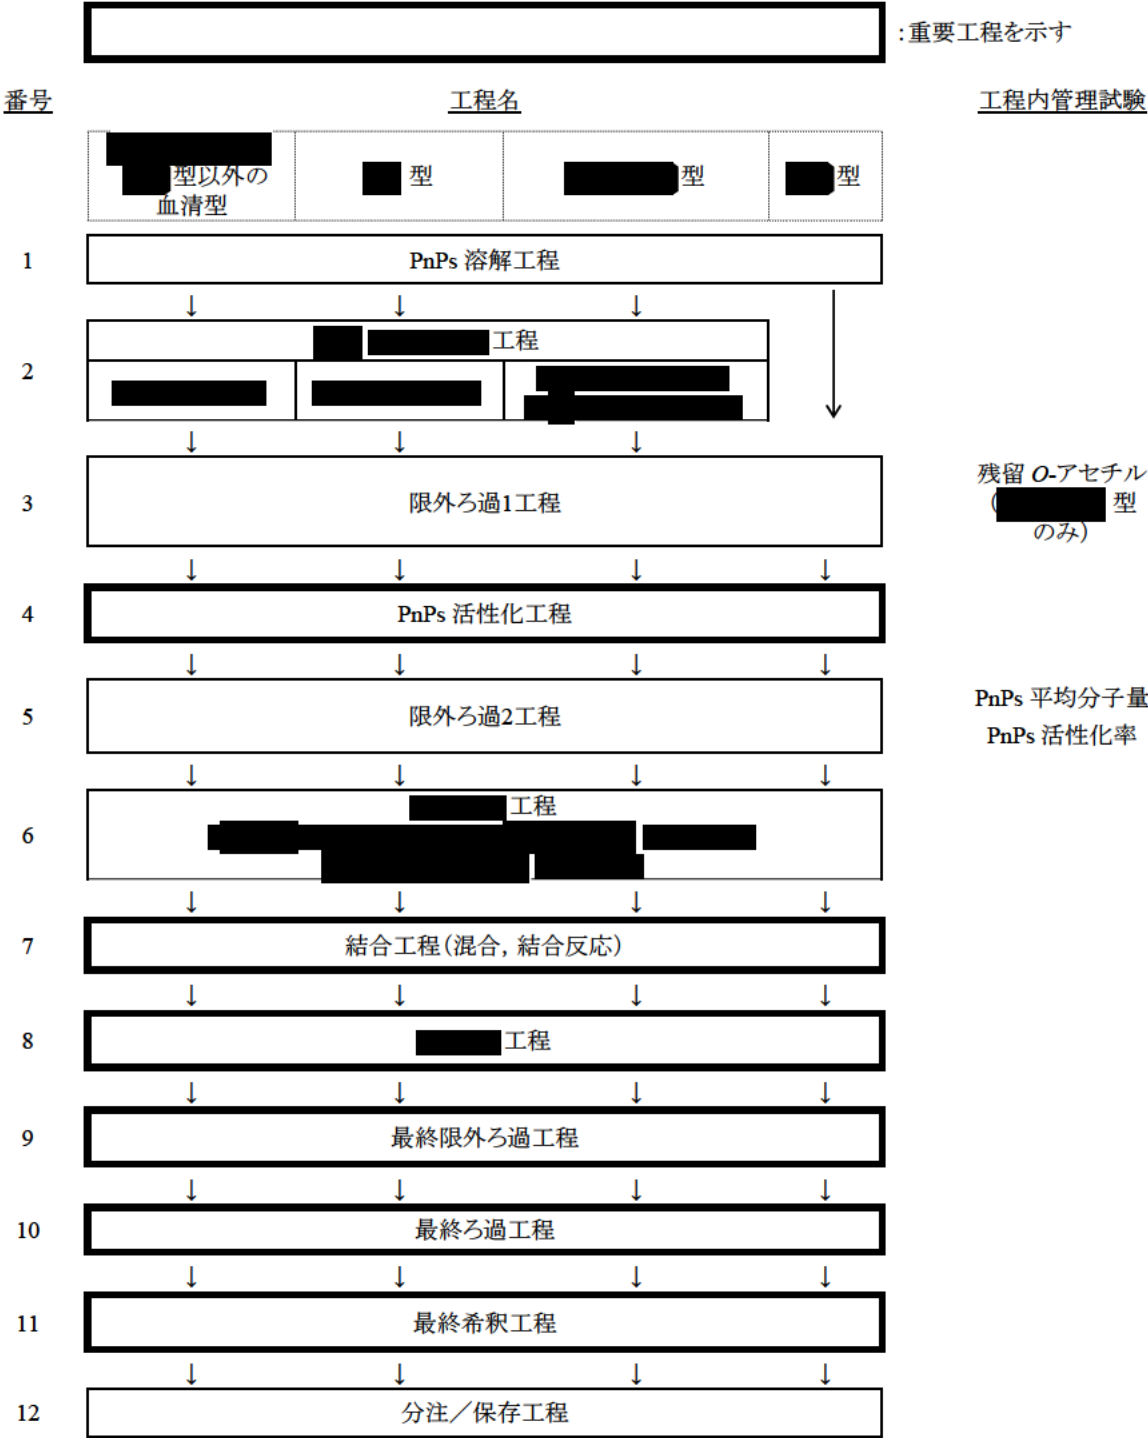 :重要工程を示す
番号 工程名 工程内管理試験
型以外の
血清型
型
型
型
1 PnPs 溶解工程
↓ ↓ ↓
2 工程
↓ ↓ ↓
3 限外ろ過1工程
残留 O-アセチル
( 型
のみ)
↓ ↓ ↓ ↓
4 PnPs 活性化工程
↓ ↓ ↓ ↓
5 限外ろ過2工程
PnPs 平均分子量
PnPs 活性化率
↓ ↓ ↓ ↓
6 工程
↓ ↓ ↓ ↓
7 結合工程(混合, 結合反応)
↓ ↓ ↓ ↓
8 工程
↓ ↓ ↓ ↓
9 最終限外ろ過工程
↓ ↓ ↓ ↓
10 最終ろ過工程
↓ ↓ ↓ ↓
11 最終希釈工程
↓ ↓ ↓ ↓
12 分注/保存工程